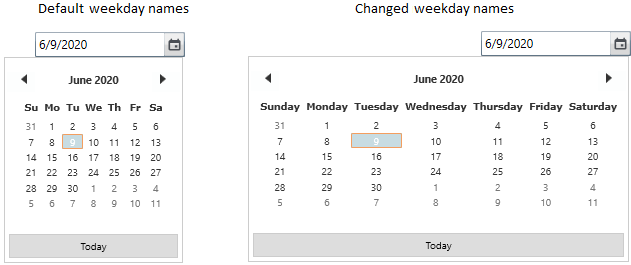 Default weekday names
6/9/2020
June 2020
Su Mo Tu We Th Fr Sa
31 1 2 3 4 5 6
7 8 9 10 11 12 13
14 15 16 17 18 19 20
21 22 23 24 25 26 27
28 29 30 1 2 3 4
5 6 7 8 9 10 11
Today
Changed weekday names
6/9/2020
June 2020
Sunday Monday Tuesday Wednesday Thursday Friday Saturday
31 1 2 3 4 5 6
7 8 9 10 11 12 13
14 15 16 17 18 19 20
21 22 23 24 25 26 27
28 29 30 1 2 3 4
5 6 7 8 9 10 11
Today